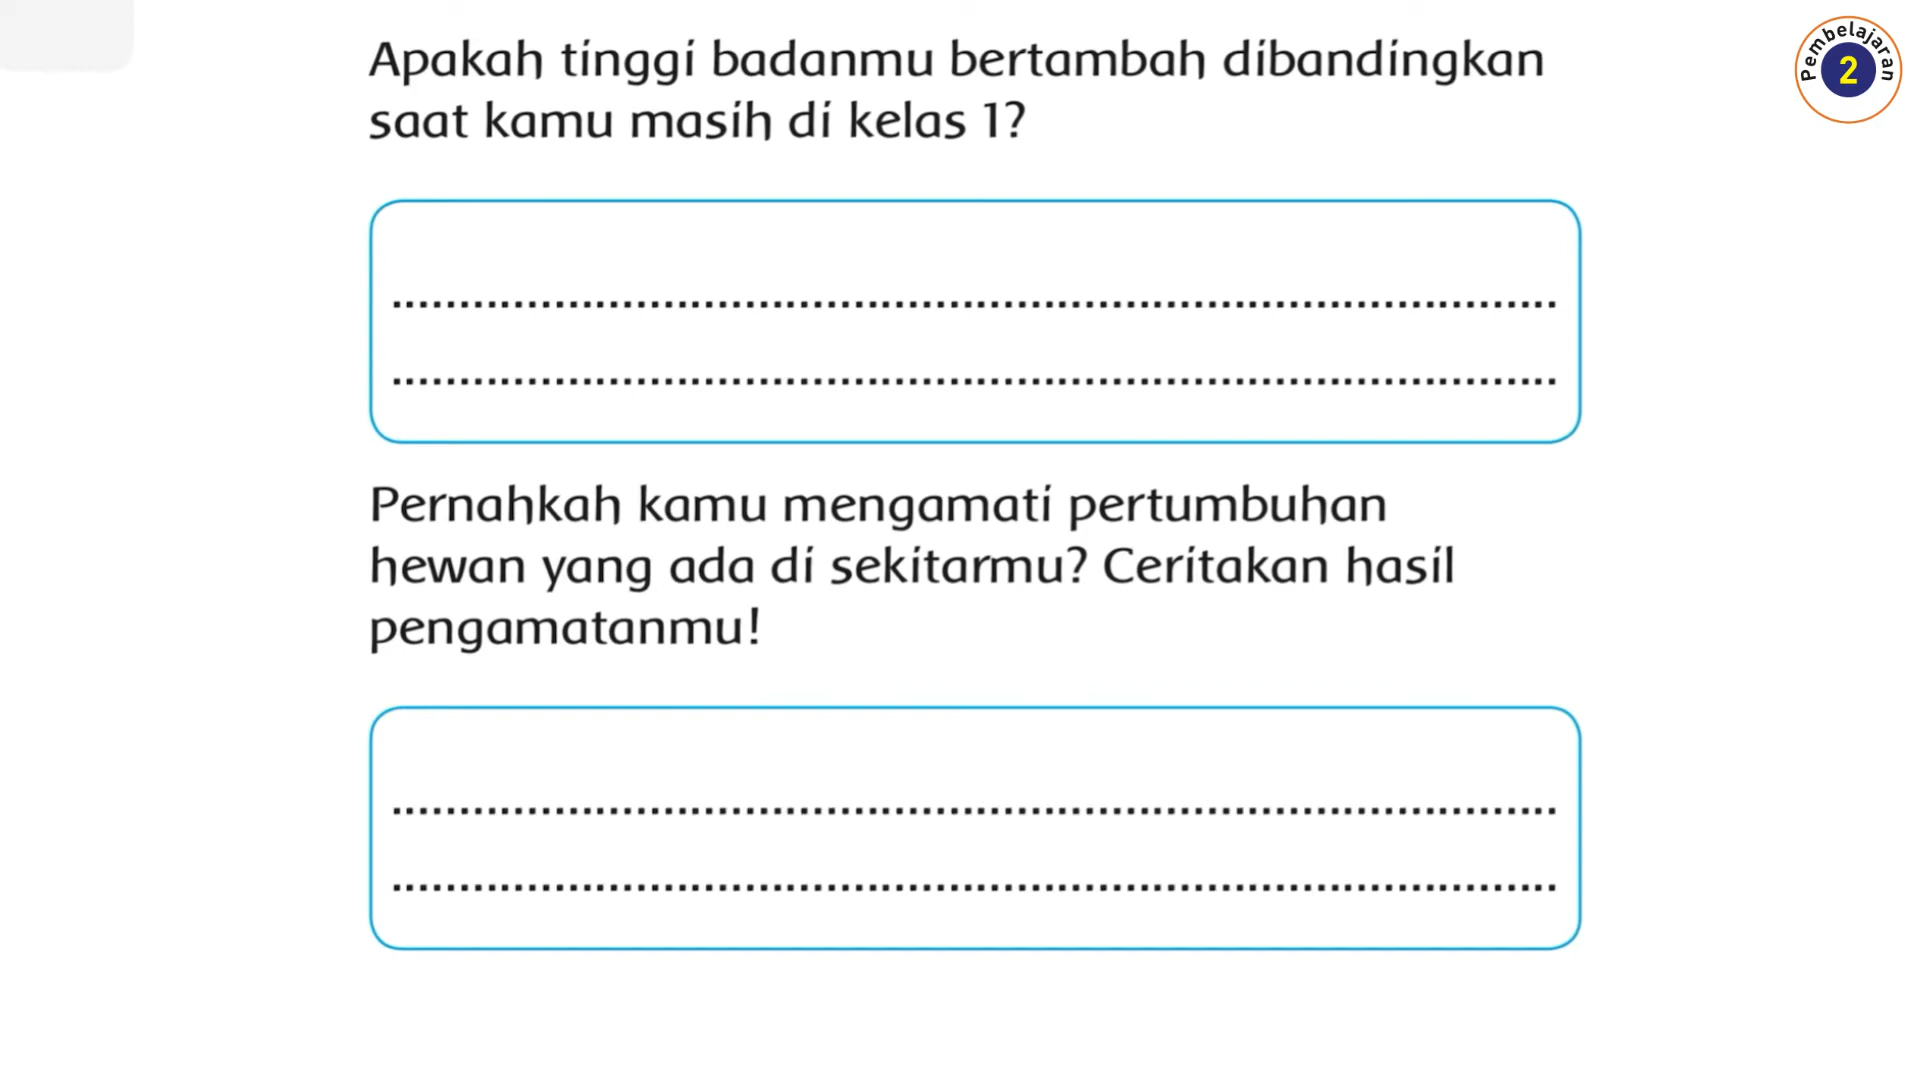 Apakah tinggi badanmu bertambah dibandingkan
saat kamu masih di kelas 1?
Pembelajaran
2
................................................................................
................................................................................
Pernahkah kamu mengamati pertumbuhan
hewan yang ada di sekitarmu? Ceritakan hasil
pengamatanmu!
................................................................................
................................................................................